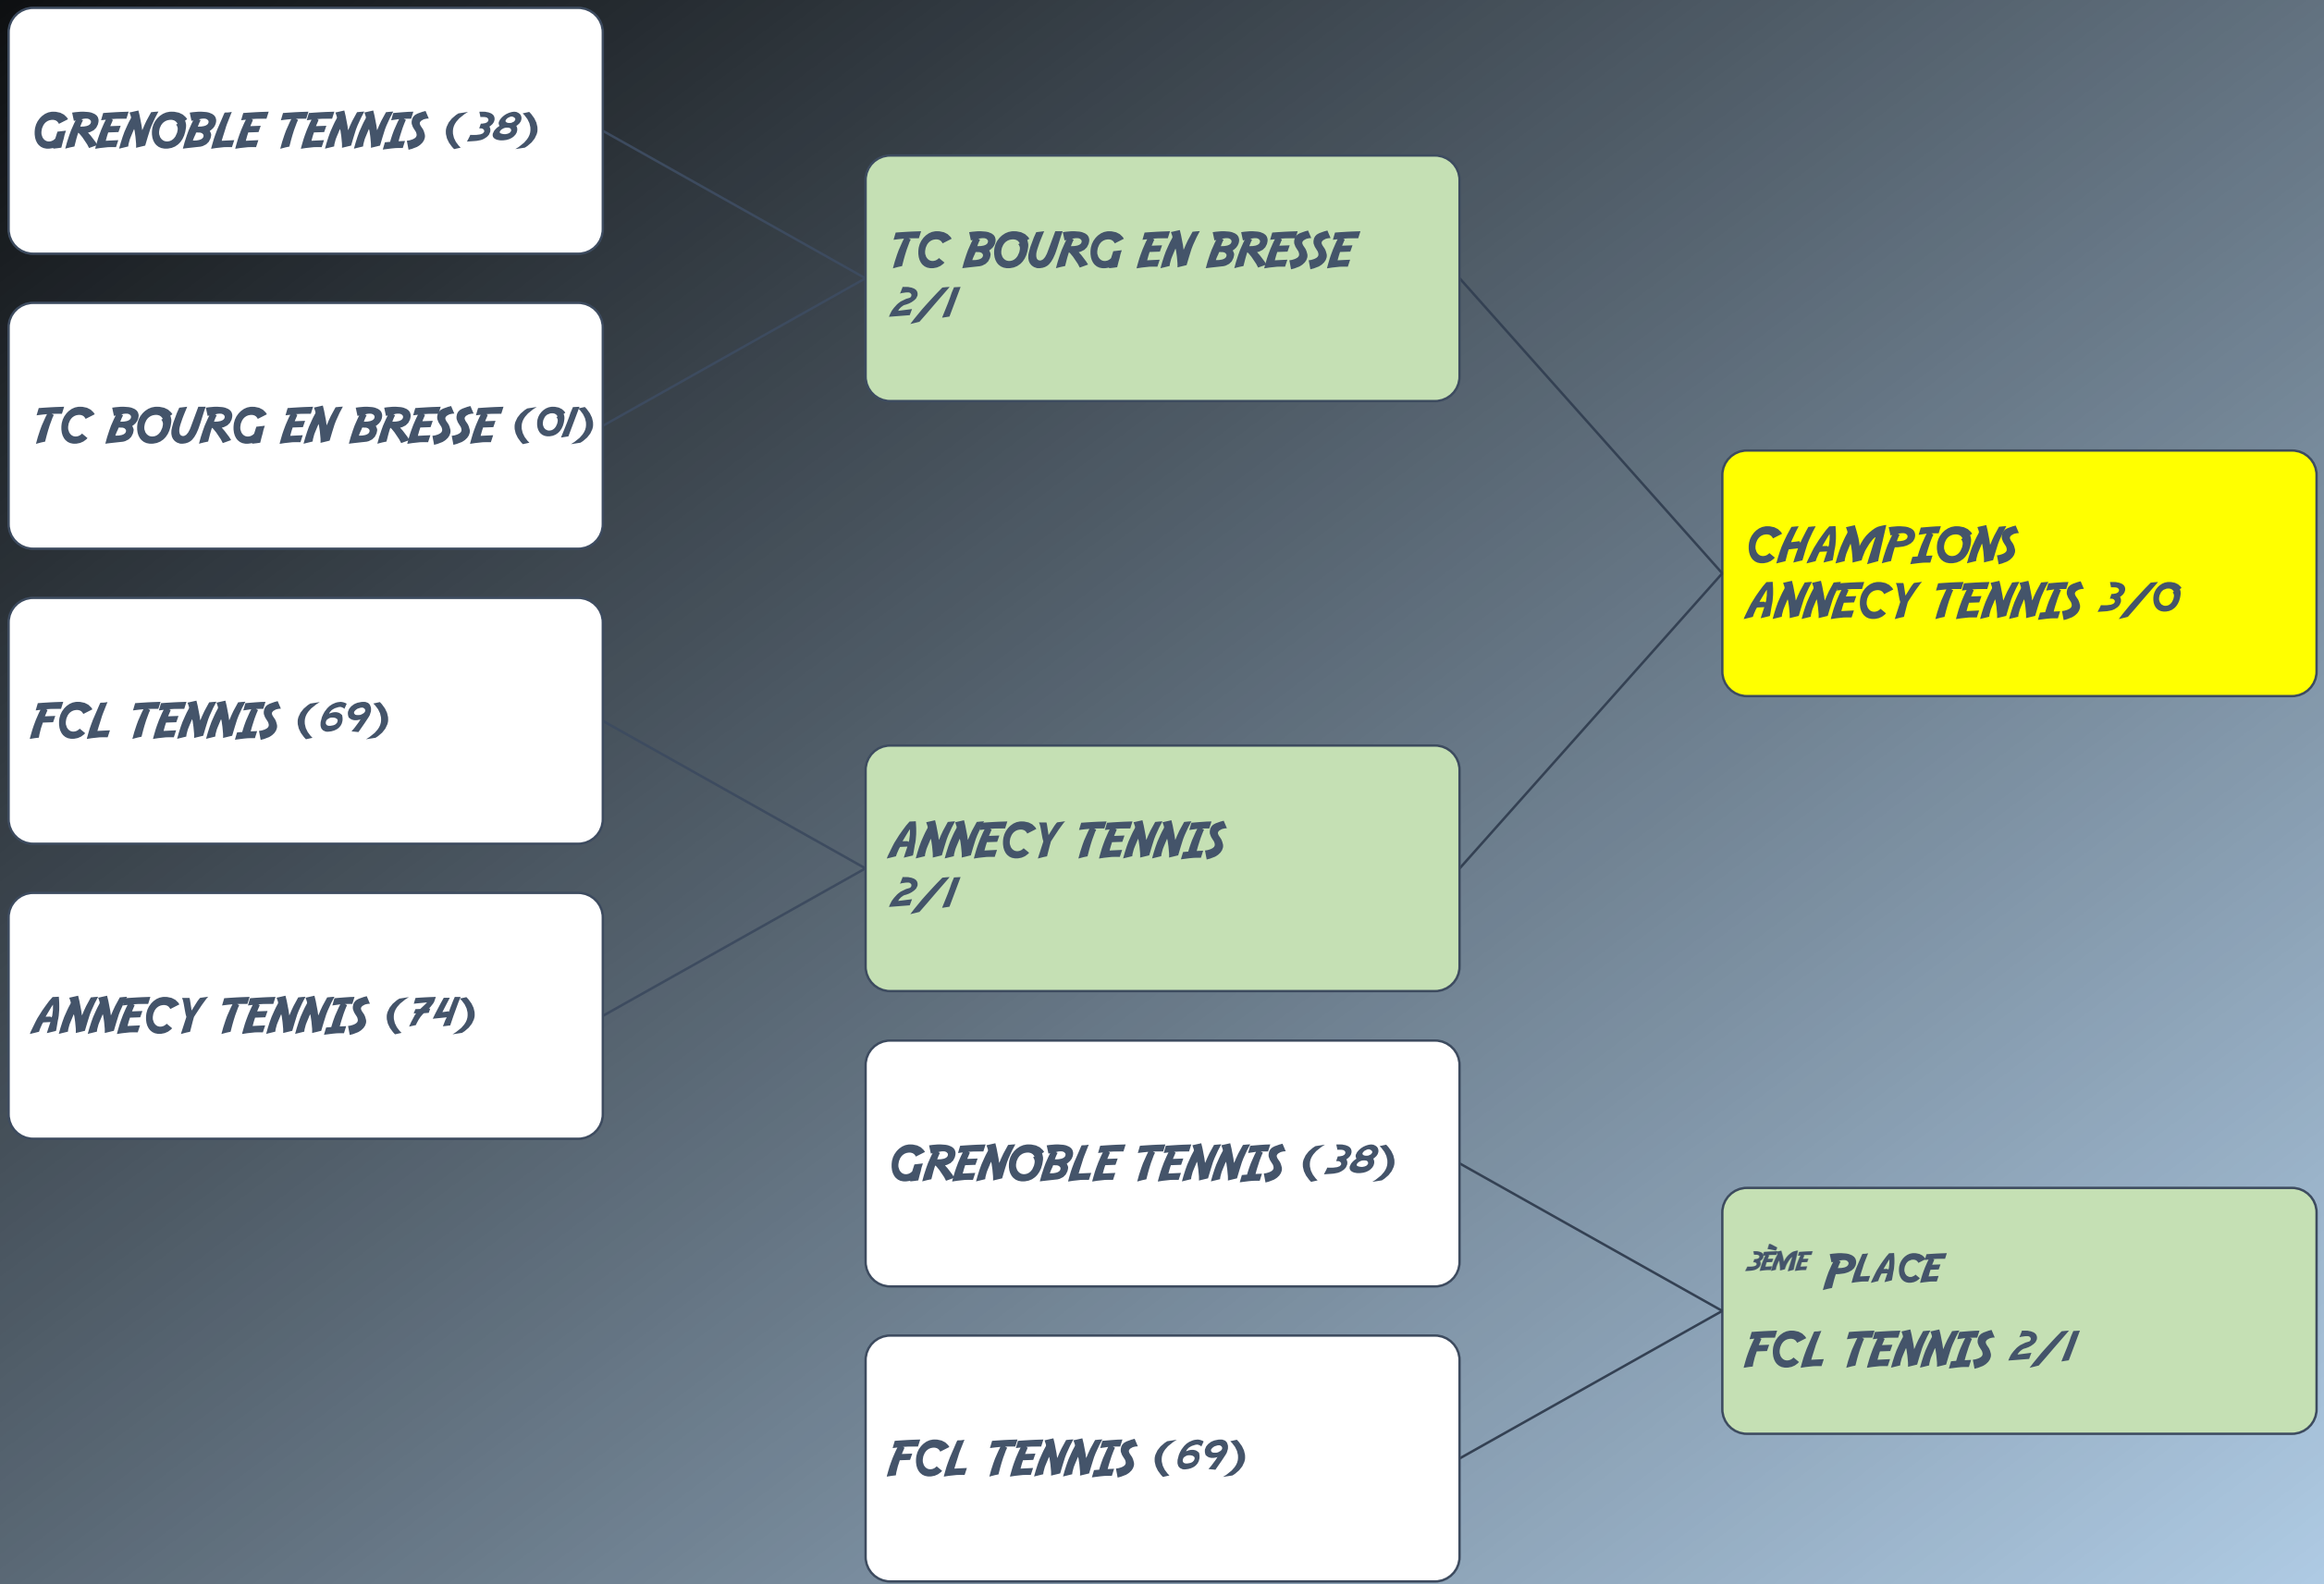 GRENOBLE TENNIS (38)
TC BOURG EN BRESSE (01)
FCL TENNIS (69)
ANNECY TENNIS (74)
TC BOURG EN BRESSE
2/1
ANNECY TENNIS
2/1
GRENOBLE TENNIS (38)
FCL TENNIS (69)
CHAMPIONS
ANNECY TENNIS 3/0
3ÈME PLACE
FCL TENNIS 2/1